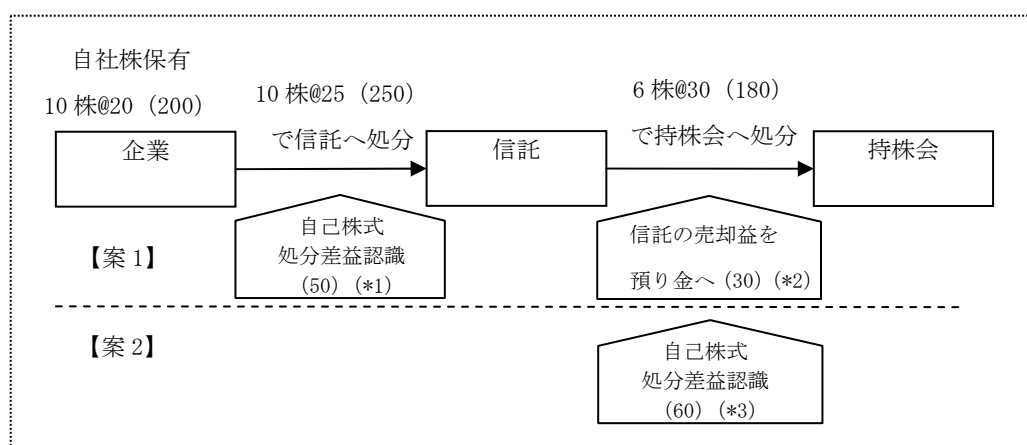 自社株保有
10 株@20（200）
10 株@25（250）
で信託へ処分
6 株@30（180）
で持株会へ処分
企業
信託
持株会
【案 1】
自己株式
処分差益認識
(50) (*1)
信託の売却益を
預り金へ (30) (*2)
【案 2】
自己株式
処分差益認識
(60) (*3)